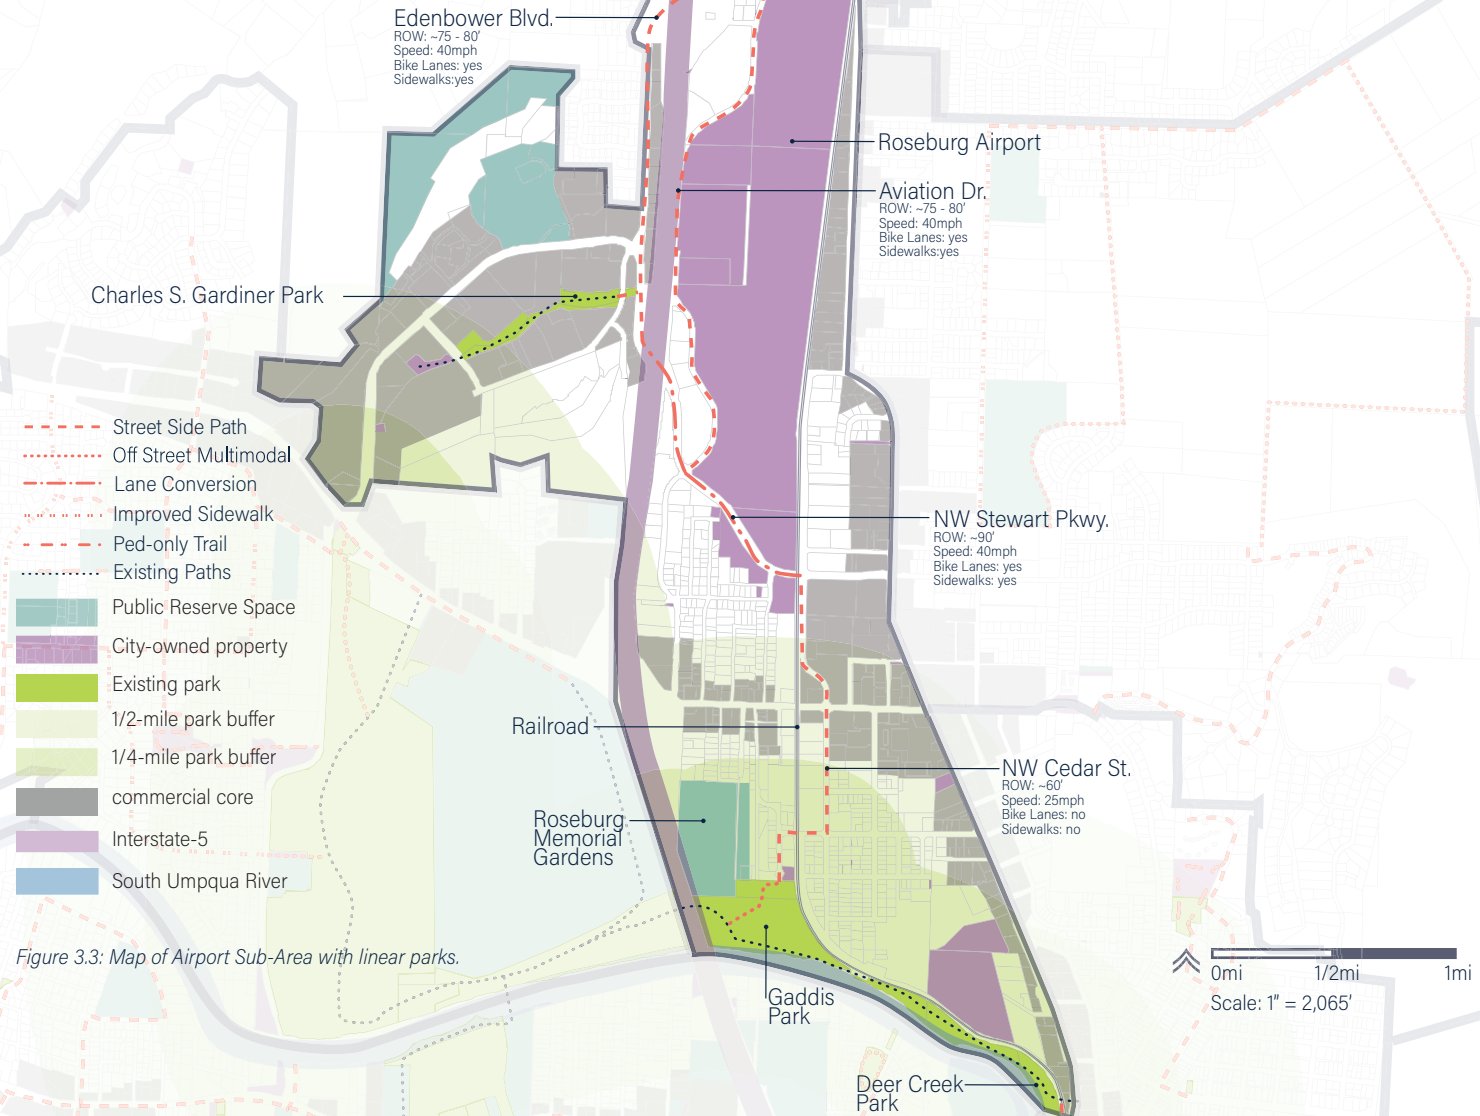 Edenbower Blvd.
ROW: ~75 - 80'
Speed: 40mph
Bike Lanes: yes
Sidewalks:yes
Roseburg Airport
Aviation Dr.
ROW: ~75 - 80'
Speed: 40mph
Bike Lanes: yes
Sidewalks:yes
Charles S. Gardiner Park
Street Side Path
Off Street Multimodal
Lane Conversion
Improved Sidewalk
Ped-only Trail
Existing Paths
Public Reserve Space
City-owned property
Existing park
1/2-mile park buffer
1/4-mile park buffer
commercial core
Interstate-5
South Umpqua River
NW Stewart Pkwy.
ROW: ~90'
Speed: 40mph
Bike Lanes: yes
Sidewalks: yes
Railroad
NW Cedar St.
ROW: ~60'
Speed: 25mph
Bike Lanes: no
Sidewalks: no
Roseburg
Memorial
Gardens
Figure 3.3: Map of Airport Sub-Area with linear parks.
0mi 1/2mi 1mi
Scale: 1" = 2,065'
Gaddis
Park
Deer Creek
Park